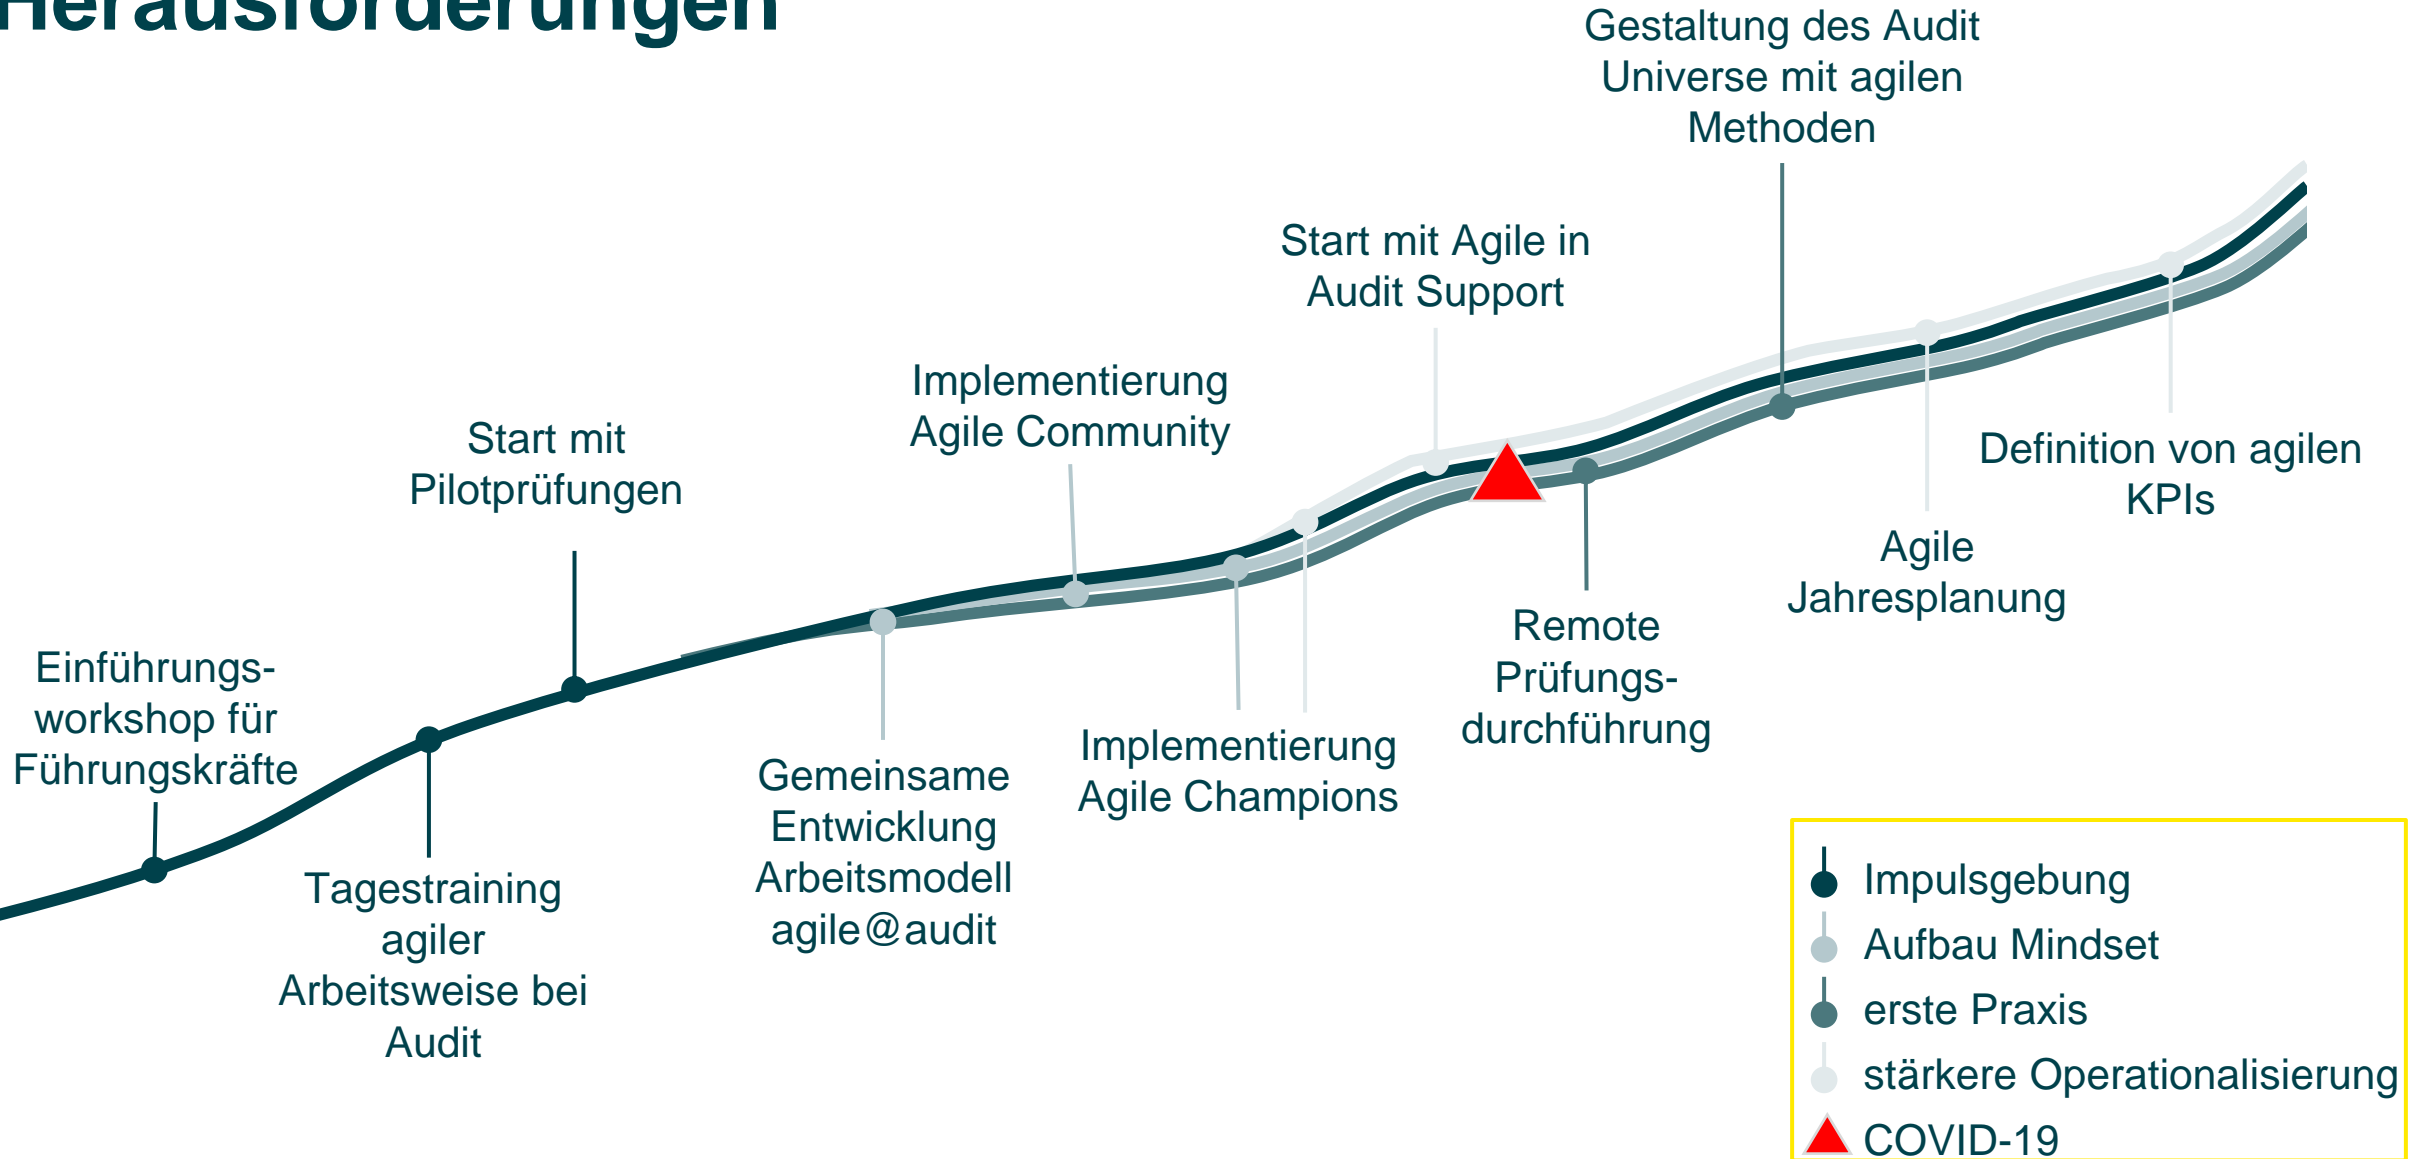 Herausforderungen
Gestaltung des Audit
Universe mit agilen
Methoden
Start mit Agile in
Audit Support
Implementierung
Agile Community
Start mit
Pilotprüfungen
Einführungs-
workshop für
Führungskräfte
Tagestraining
agiler
Arbeitsweise bei
Audit
Gemeinsame
Entwicklung
Arbeitsmodell
agile@audit
Implementierung
Agile Champions
Remote
Prüfungs-
durchführung
Agile
Jahresplanung
Definition von agilen
KPIs
Impulsgebung
Aufbau Mindset
erste Praxis
stärkere Operationalisierung
COVID-19